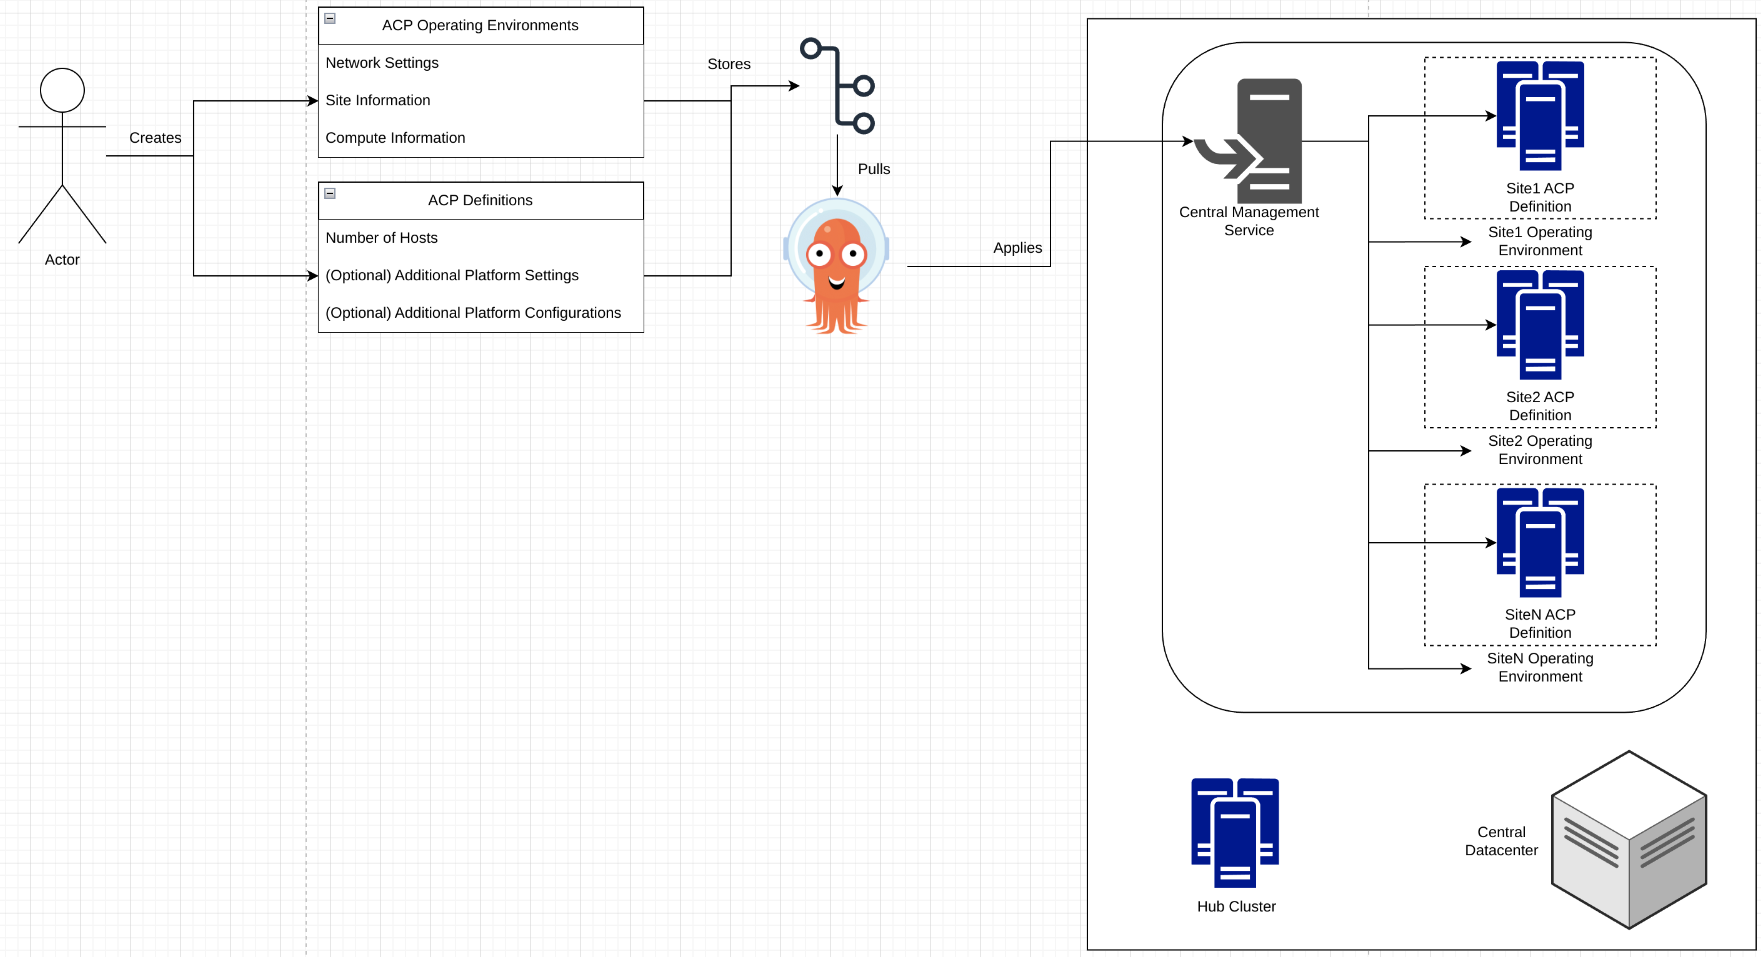 Actor
Creates
ACP Operating Environments
Network Settings
Site Information
Compute Information
ACP Definitions
Number of Hosts
(Optional) Additional Platform Settings
(Optional) Additional Platform Configurations
Stores
Pulls
Applies
Central Management
Service
Site1 ACP
Definition
Site1 Operating
Environment
Site2 ACP
Definition
Site2 Operating
Environment
SiteN ACP
Definition
SiteN Operating
Environment
Hub Cluster
Central
Datacenter